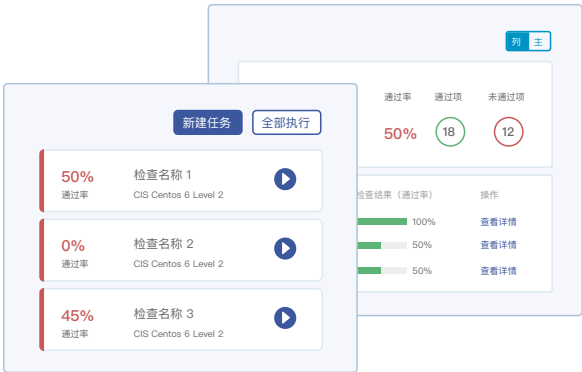 列 主
通过率 通过项 未通过项
50% 18 12
检查结果（通过率） 操作
100% 查看详情
50% 查看详情
50% 查看详情
新建任务 全部执行
50% 检查名称 1
通过率 CIS Centos 6 Level 2
0% 检查名称 2
通过率 CIS Centos 6 Level 2
45% 检查名称 3
通过率 CIS Centos 6 Level 2